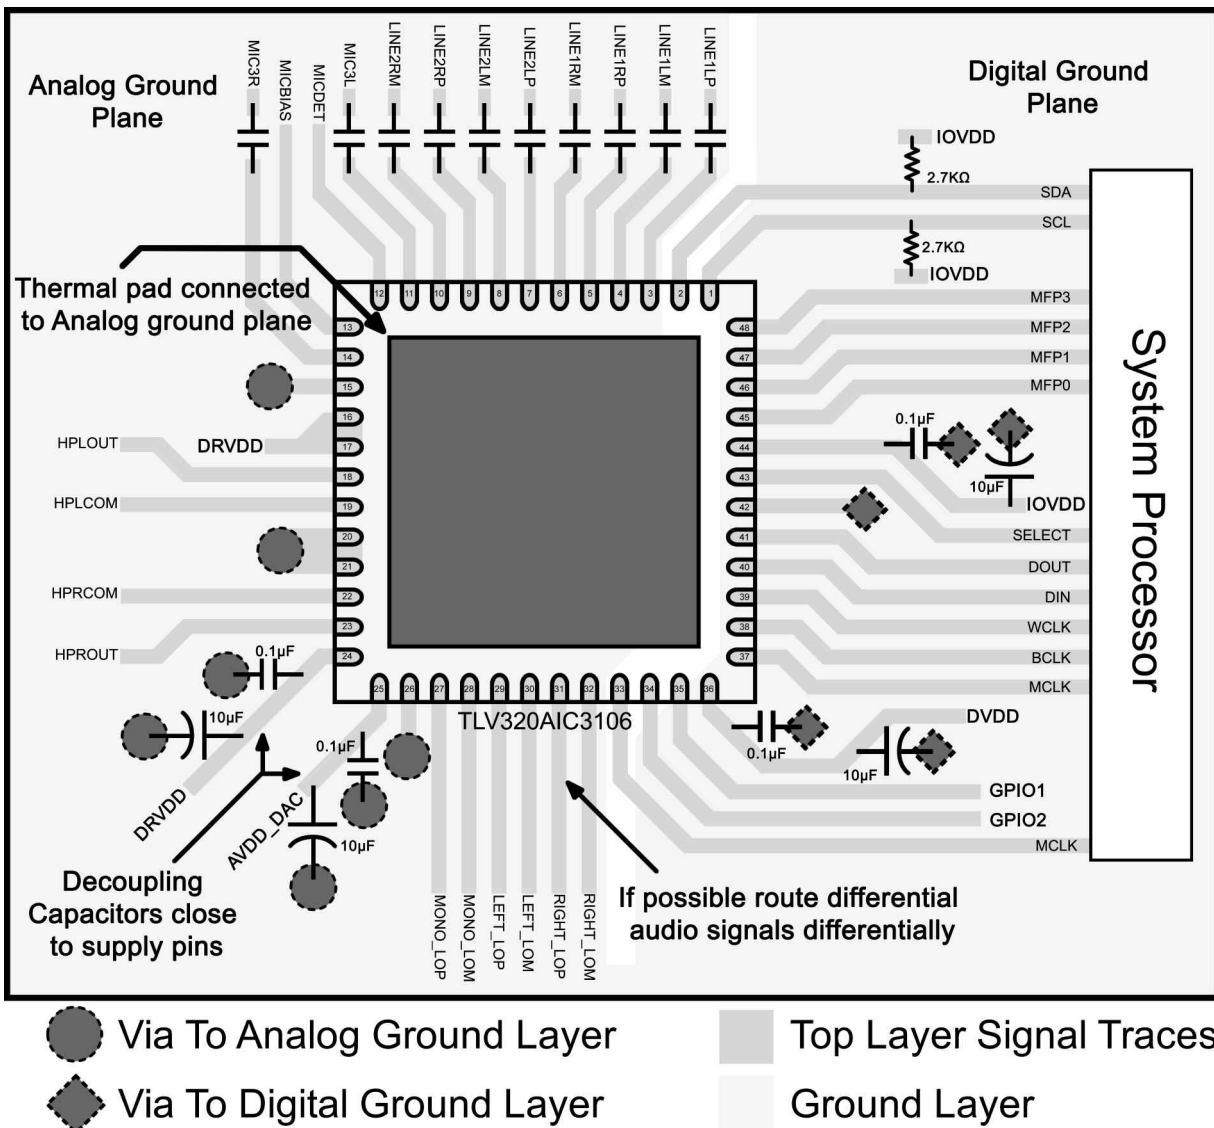 MIC3R
MICBIAS
MICDET
MIC3L
LINE2RM
LINE2RP
LINE2LM
LINE2LP
LINE1RM
LINE1RP
LINE1LM
LINE1LP
Analog Ground
Plane
Digital Ground
Plane
IOVDD
2.7KΩ
SDA
SCL
2.7KΩ
IOVDD
Thermal pad connected
to Analog ground plane
MFP3
MFP2
MFP1
MFP0
12
11
10
9
8
7
6
5
4
3
2
1
13
14
15
16
17
18
19
20
21
22
23
24
48
47
46
45
44
43
42
41
40
39
38
37
25
26
27
28
29
30
31
32
33
34
35
36
HPLOUT
DRVDD
HPLCOM
HPRCOM
HPROUT
0.1µF
10µF
IOVDD
SELECT
DOUT
DIN
WCLK
BCLK
MCLK
System Processor
TLV320AIC3106
0.1µF
10µF
0.1µF
10µF
DRVDD
AVDD_DAC
DVDD
0.1µF
10µF
GPIO1
GPIO2
MCLK
Decoupling
Capacitors close
to supply pins
MONO_LOP
MONO_LOM
LEFT_LOP
LEFT_LOM
RIGHT_LOP
RIGHT_LOM
If possible route differential
audio signals differentially
Via To Analog Ground Layer
Top Layer Signal Traces
Via To Digital Ground Layer
Ground Layer